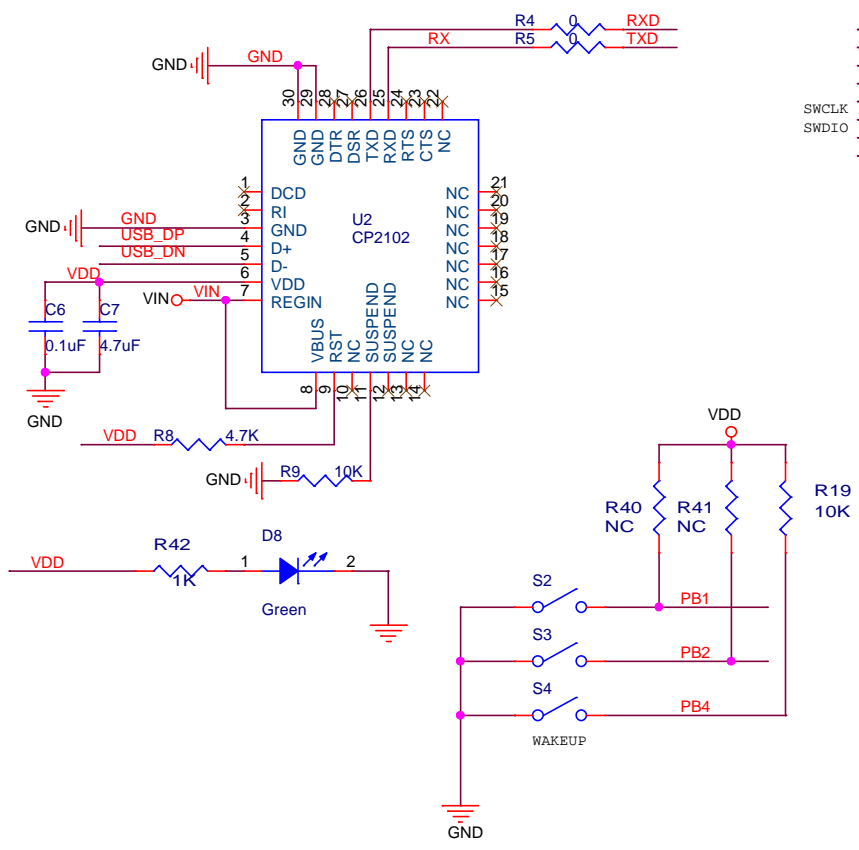 R4 0 RXD
RX R5 0 TXD
GND GND
30 29 28 27 26 25 24 23 22
SWCLK
SWDIO
GND GND DTR DSR TXD RXD RTS CTS NC
1 DCD NC 21
2 RI NC 20
GND GND 3 GND U2 NC 19
USB_DP 4 D+ CP2102 NC 18
USB_DN 5 D- NC 17
VDD 6 VDD NC 16
VIN VIN 7 REGIN NC 15
C6 C7
0.1uF 4.7uF
VBUS RST NC SUSPEND SUSPEND NC NC
8 9 10 11 12 13 14
GND
VDD
VDD R8 4.7K
GND R9 10K
R40 R41 R19
NC NC 10K
VDD R42 1K 1 D8 2
Green
S2 PB1
S3 PB2
S4 PB4
WAKEUP
GND